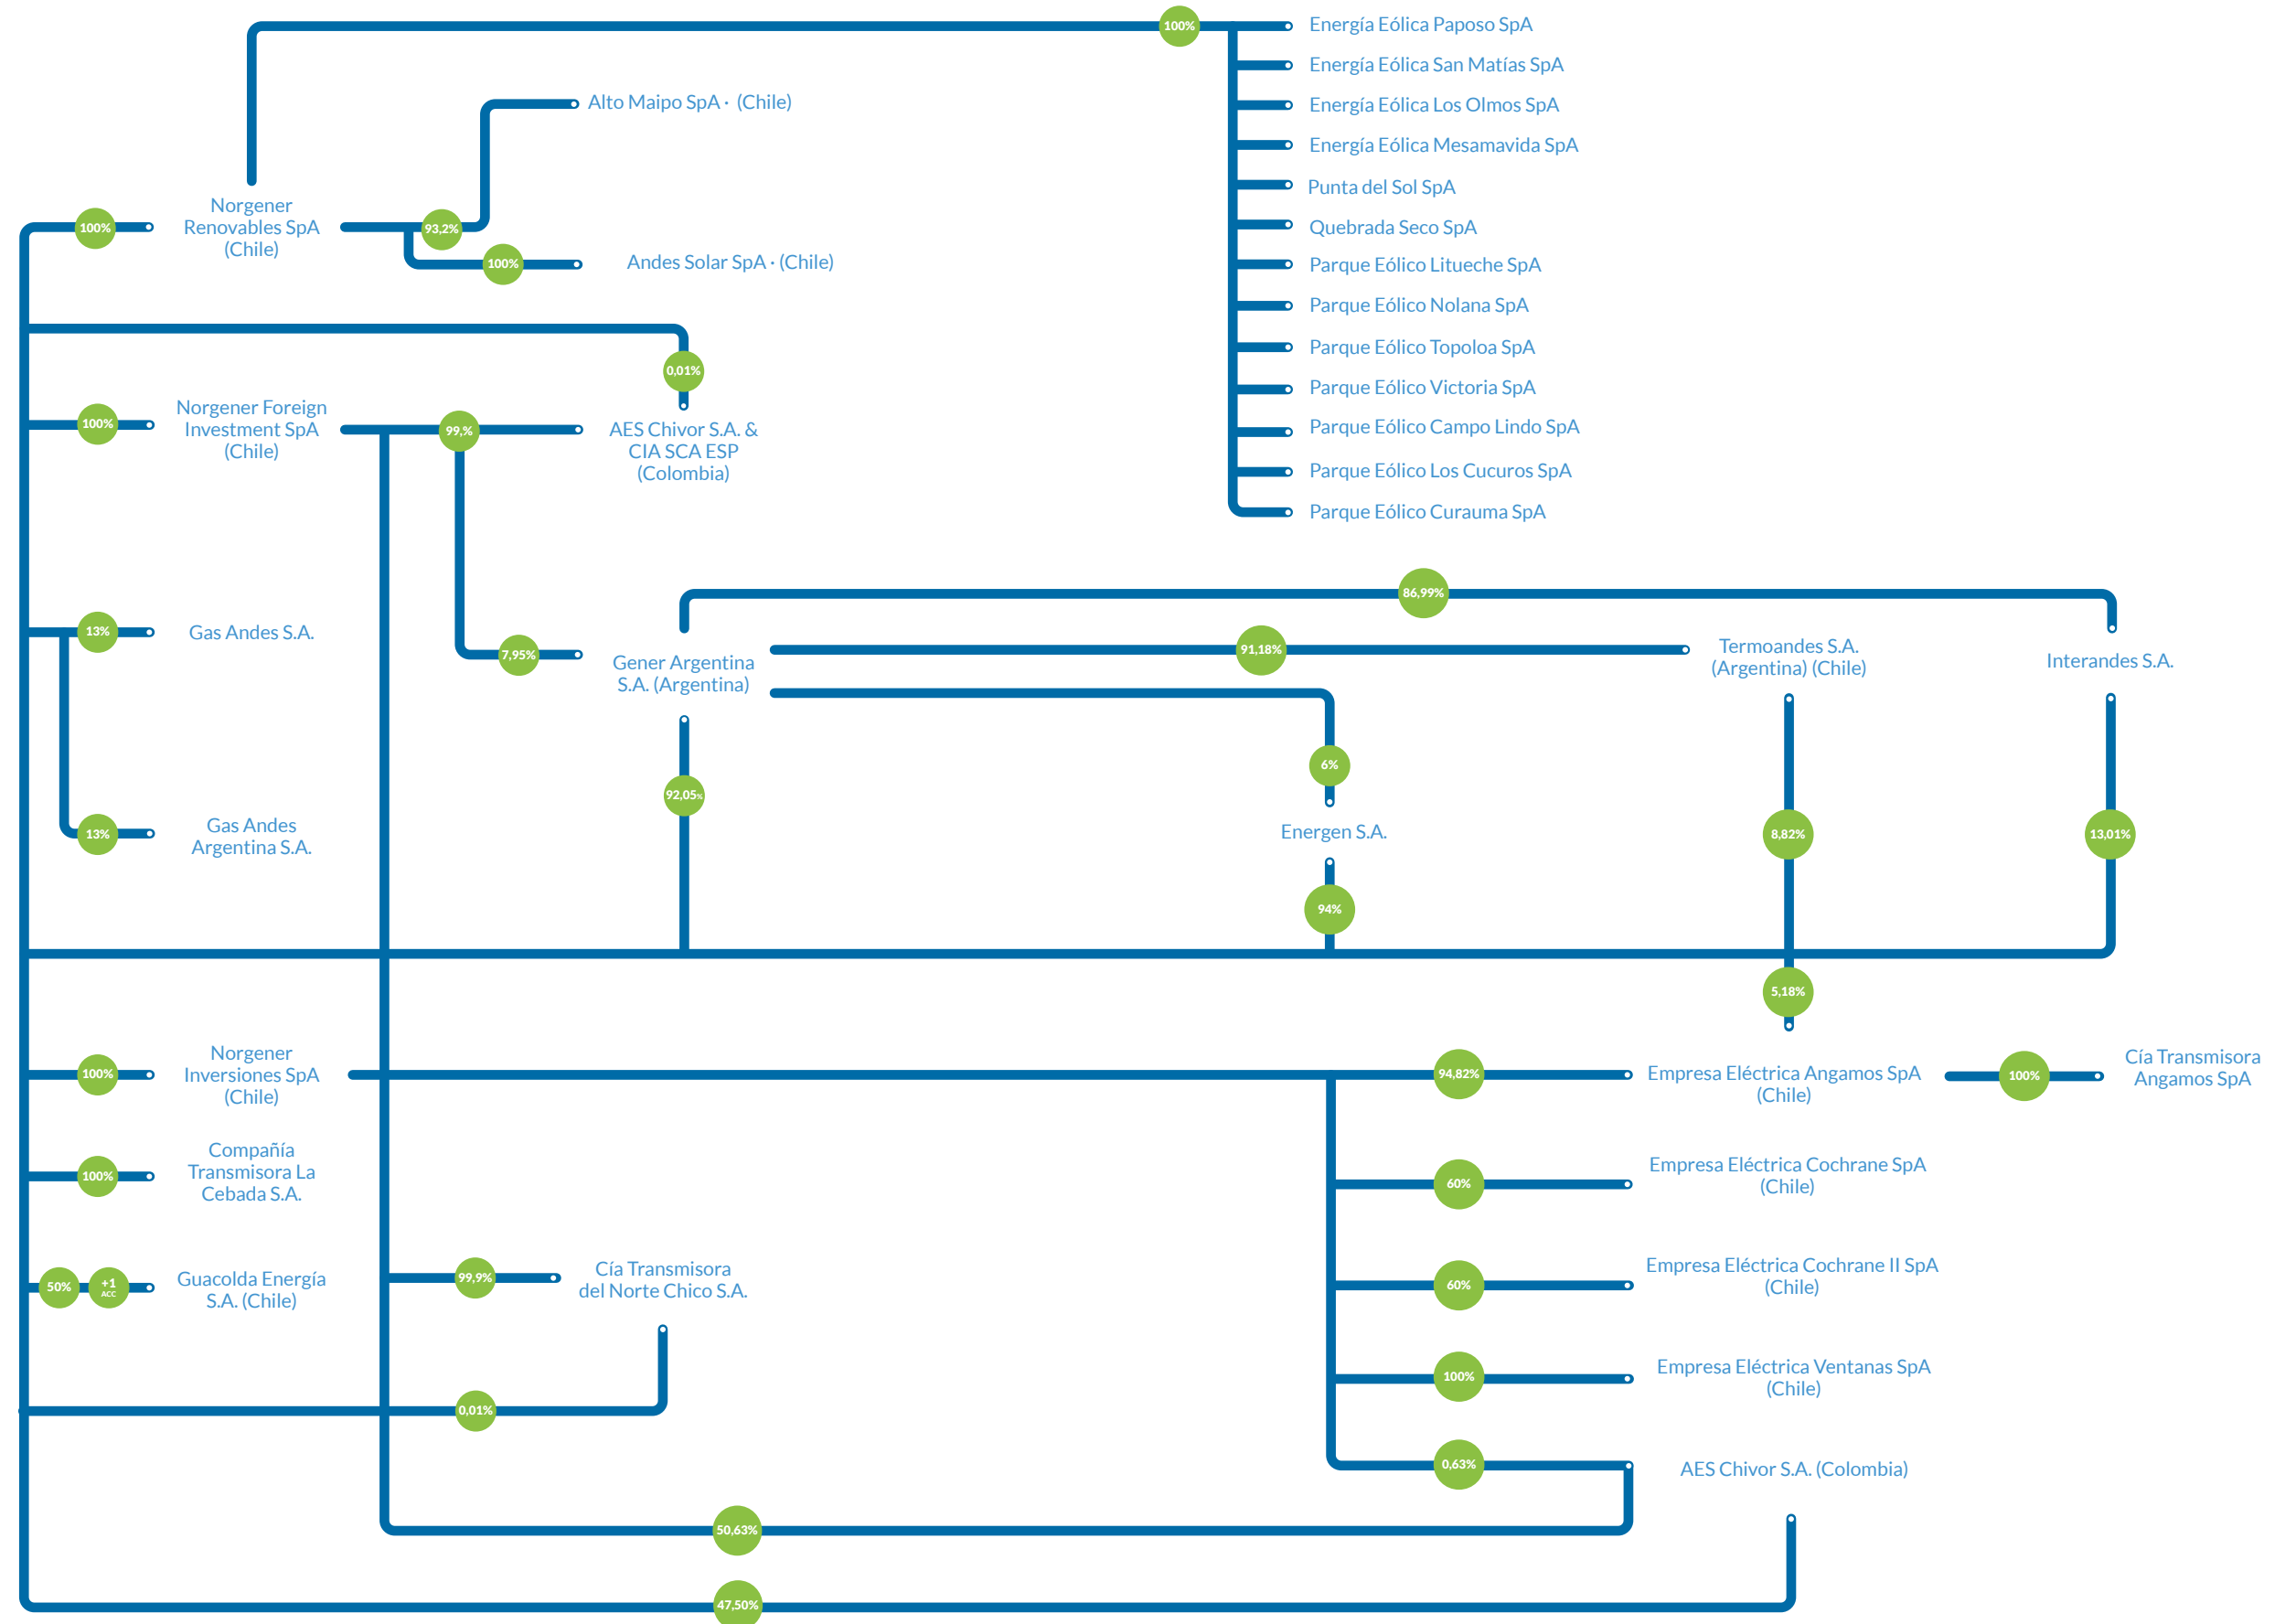 100%
Energía Eólica Paposo SpA
Energía Eólica San Matías SpA
Energía Eólica Los Olmos SpA
Energía Eólica Mesamavida SpA
Punta del Sol SpA
Quebrada Seco SpA
Parque Eólico Litueche SpA
Parque Eólico Nolana SpA
Parque Eólico Topoloa SpA
Parque Eólico Victoria SpA
Parque Eólico Campo Lindo SpA
Parque Eólico Los Cucuros SpA
Parque Eólico Curauma SpA
Alto Maipo SpA · (Chile)
100%
Norgener
Renovables SpA
(Chile)
93,2%
100%
Andes Solar SpA · (Chile)
0,01%
100%
Norgener Foreign
Investment SpA
(Chile)
99,%
AES Chivor S.A. &
CIA SCA ESP
(Colombia)
86,99%
13%
Gas Andes S.A.
7,95%
Gener Argentina
S.A. (Argentina)
91,18%
Termoandes S.A.
(Argentina) (Chile)
Interandes S.A.
6%
92,05%
13%
Gas Andes
Argentina S.A.
Energen S.A.
8,82%
13,01%
94%
5,18%
100%
Norgener
Inversiones SpA
(Chile)
94,82%
Empresa Eléctrica Angamos SpA
(Chile)
100%
Cía Transmisora
Angamos SpA
100%
Compañía
Transmisora La
Cebada S.A.
60%
Empresa Eléctrica Cochrane SpA
(Chile)
50%
+1
ACC
Guacolda Energía
S.A. (Chile)
99,9%
Cía Transmisora
del Norte Chico S.A.
60%
Empresa Eléctrica Cochrane II SpA
(Chile)
100%
Empresa Eléctrica Ventanas SpA
(Chile)
0,01%
0,63%
AES Chivor S.A. (Colombia)
50,63%
47,50%